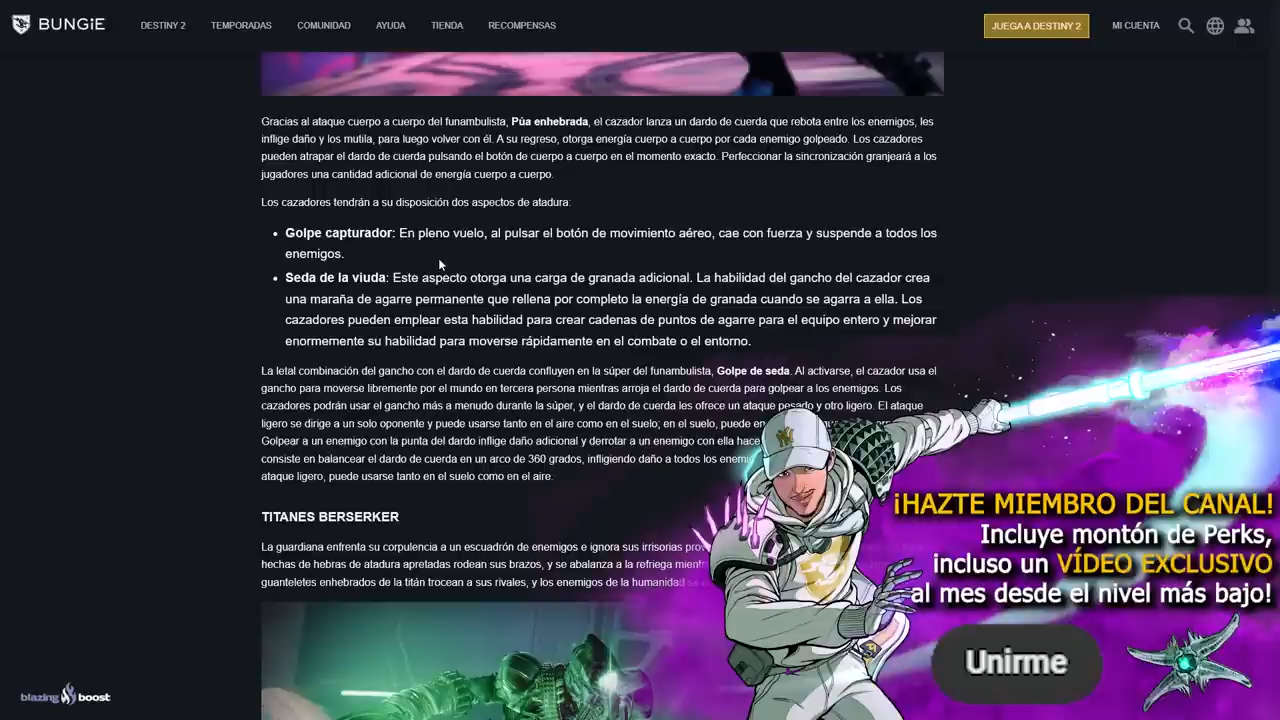 BUNGiE
DESTINY 2
TEMPORADAS
COMUNIDAD
AYUDA
TIENDA
RECOMPENSAS
JUEGA A DESTINY 2
MI CUENTA
Gracias al ataque cuerpo a cuerpo del funambulista, Púa enhebrada, el cazador lanza un dardo de cuerda que rebota entre los enemigos, les
inflige daño y los mutila, para luego volver con él. A su regreso, otorga energía cuerpo a cuerpo por cada enemigo golpeado. Los cazadores
pueden atrapar el dardo de cuerda pulsando el botón de cuerpo a cuerpo en el momento exacto. Perfeccionar la sincronización granjeará a los
jugadores una cantidad adicional de energía cuerpo a cuerpo.
Los cazadores tendrán a su disposición dos aspectos de atadura:
• Golpe capturador: En pleno vuelo, al pulsar el botón de movimiento aéreo, cae con fuerza y suspende a todos los
enemigos.
• Seda de la viuda: Este aspecto otorga una carga de granada adicional. La habilidad del gancho del cazador crea
una maraña de agarre permanente que rellena por completo la energía de granada cuando se agarra a ella. Los
cazadores pueden emplear esta habilidad para crear cadenas de puntos de agarre para el equipo entero y mejorar
enormemente su habilidad para moverse rápidamente en el combate o el entorno.
La letal combinación del gancho con el dardo de cuerda confluyen en la súper del funambulista, Golpe de seda. Al activarse, el cazador usa el
gancho para moverse libremente por el mundo en tercera persona mientras arroja el dardo de cuerda para golpear a los enemigos. Los
cazadores podrán usar el gancho más a menudo durante la súper, y el dardo de cuerda les ofrece un ataque pesado y otro ligero. El ataque
ligero se dirige a un solo oponente y puede usarse tanto en el aire como en el suelo; en el suelo, puede
Golpear a un enemigo con la punta del dardo inflige daño adicional y derrotar a un enemigo con ella hace
consiste en balancear el dardo de cuerda en un arco de 360 grados, infligiendo daño a todos los
ataque ligero, puede usarse tanto en el suelo como en el aire.
TITANES BERSERKER
La guardiana enfrenta su corpulencia a un escuadrón de enemigos e ignora sus irrisorias
hechas de hebras de atadura apretadas rodean sus brazos, y se abalanza a la refriega
guanteletes enhebrados de la titán trocean a sus rivales, y los enemigos de la humanidad
¡HAZTE MIEMBRO DEL CANAL!
Incluye montón de Perks,
incluso un VÍDEO EXCLUSIVO
al mes desde el nivel más bajo!
Unirme
blazing boost